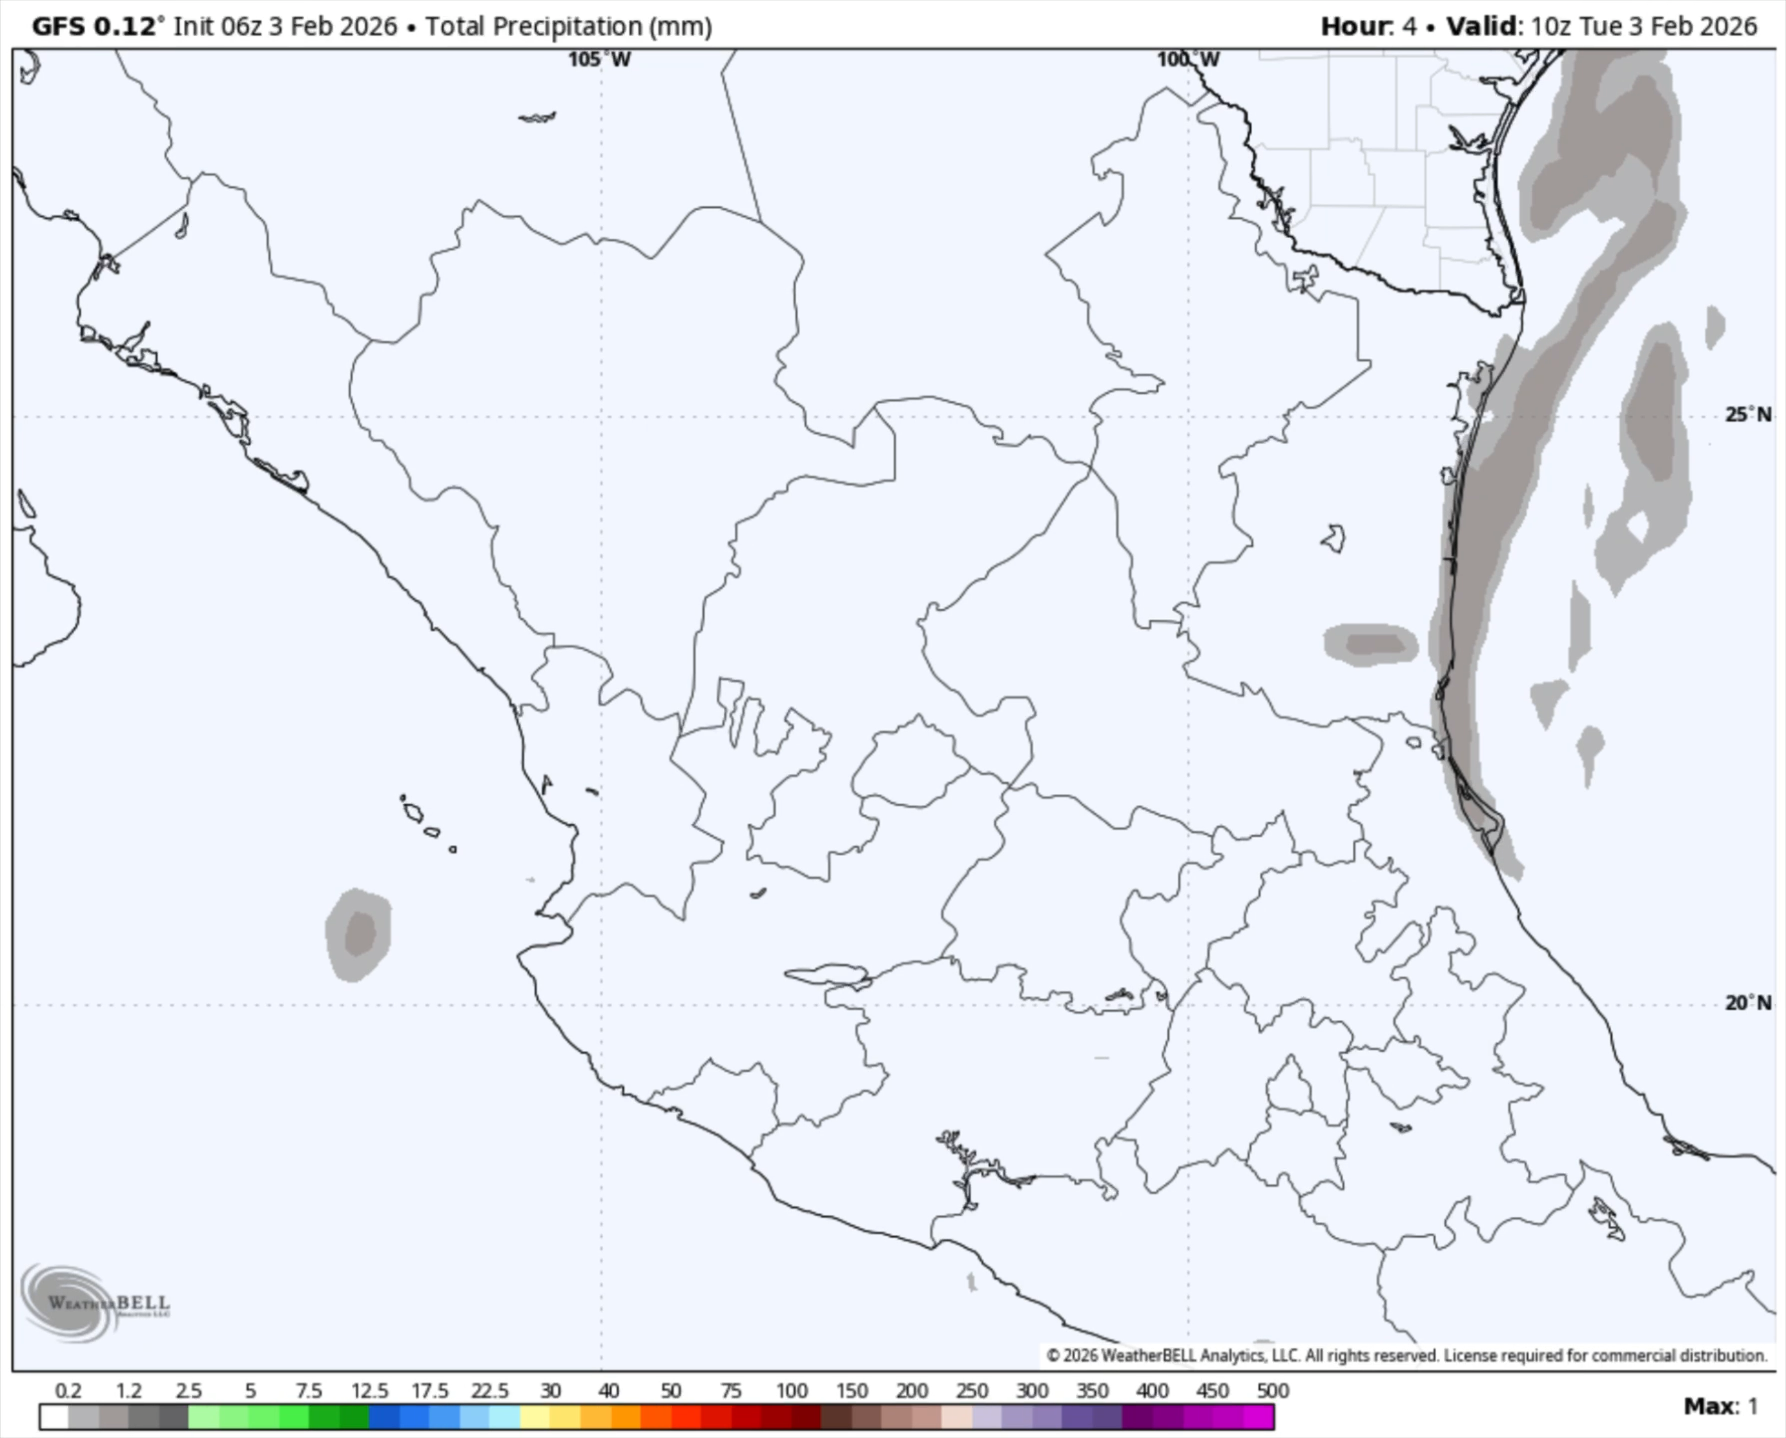 GFS 0.12° Init 06z 3 Feb 2026 • Total Precipitation (mm)
Hour: 4 • Valid: 10z Tue 3 Feb 2026
105°W
100°W
25°N
20°N
WEATHERBELL
© 2026 WeatherBELL Analytics, LLC. All rights reserved. License required for commercial distribution.
0.2 1.2 2.5 5 7.5 12.5 17.5 22.5 30 40 50 75 100 150 200 250 300 350 400 450 500
Max: 1